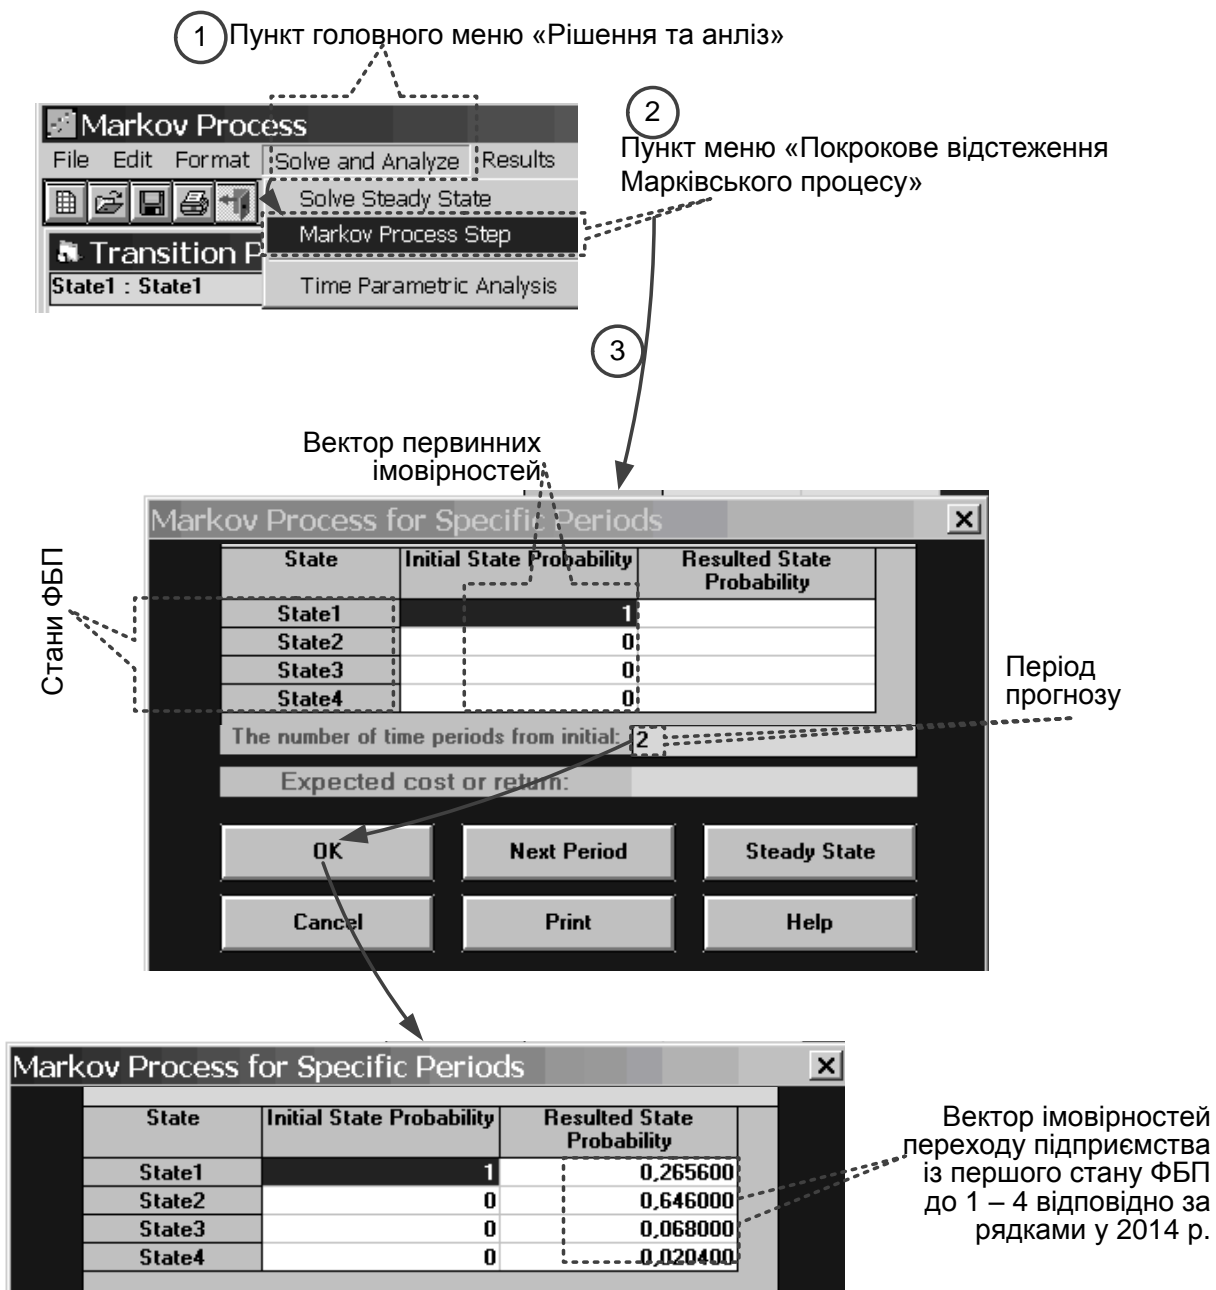 1 Пункт головного меню «Рішення та анліз»
Markov Process
File Edit Format Solve and Analyze Results
Solve Steady State
Markov Process Step
Time Parametric Analysis
Transition P
State1 : State1
2
Пункт меню «Покрокове відстеження
Марківського процесу»
3
Вектор первинних
імовірностей
Markov Process for Specific Periods
State Initial State Probability Resulted State
Probability
State1 1
State2 0
State3 0
State4 0
Стани ФБП
Період
прогнозу
The number of time periods from initial: 2
Expected cost or return:
OK Next Period Steady State
Cancel Print Help
Markov Process for Specific Periods
State Initial State Probability Resulted State
Probability
State1 1 0,265600
State2 0 0,646000
State3 0 0,068000
State4 0 0,020400
Вектор імовірностей
переходу підприємства
із першого стану ФБП
до 1 – 4 відповідно за
рядками у 2014 р.